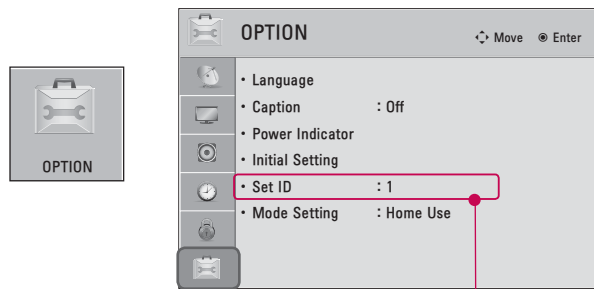 OPTION
OPTION
Move Enter
• Language
• Caption : Off
• Power Indicator
• Initial Setting
• Set ID : 1
• Mode Setting : Home Use